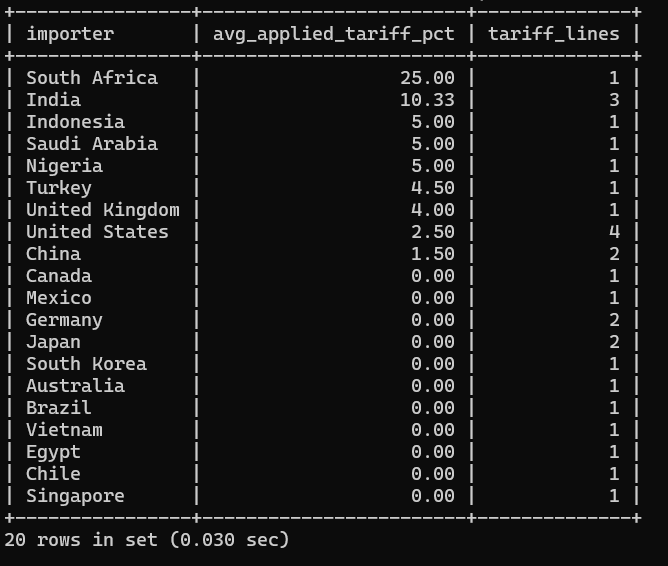 +----------------+------------------------+--------------+
| importer       | avg_applied_tariff_pct | tariff_lines |
+----------------+------------------------+--------------+
| South Africa   |                  25.00 |            1 |
| India          |                  10.33 |            3 |
| Indonesia      |                   5.00 |            1 |
| Saudi Arabia   |                   5.00 |            1 |
| Nigeria        |                   5.00 |            1 |
| Turkey         |                   4.50 |            1 |
| United Kingdom |                   4.00 |            1 |
| United States  |                   2.50 |            4 |
| China          |                   1.50 |            2 |
| Canada         |                   0.00 |            1 |
| Mexico         |                   0.00 |            1 |
| Germany        |                   0.00 |            2 |
| Japan          |                   0.00 |            2 |
| South Korea    |                   0.00 |            1 |
| Australia      |                   0.00 |            1 |
| Brazil         |                   0.00 |            1 |
| Vietnam        |                   0.00 |            1 |
| Egypt          |                   0.00 |            1 |
| Chile          |                   0.00 |            1 |
| Singapore      |                   0.00 |            1 |
+----------------+------------------------+--------------+
20 rows in set (0.030 sec)